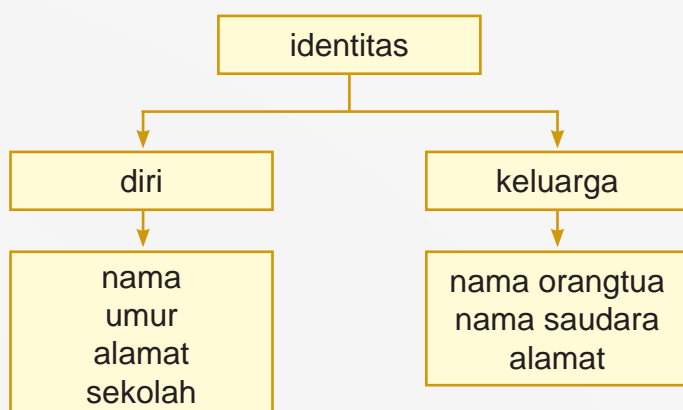 identitas
diri
keluarga
nama
umur
alamat
sekolah
nama orangtua
nama saudara
alamat